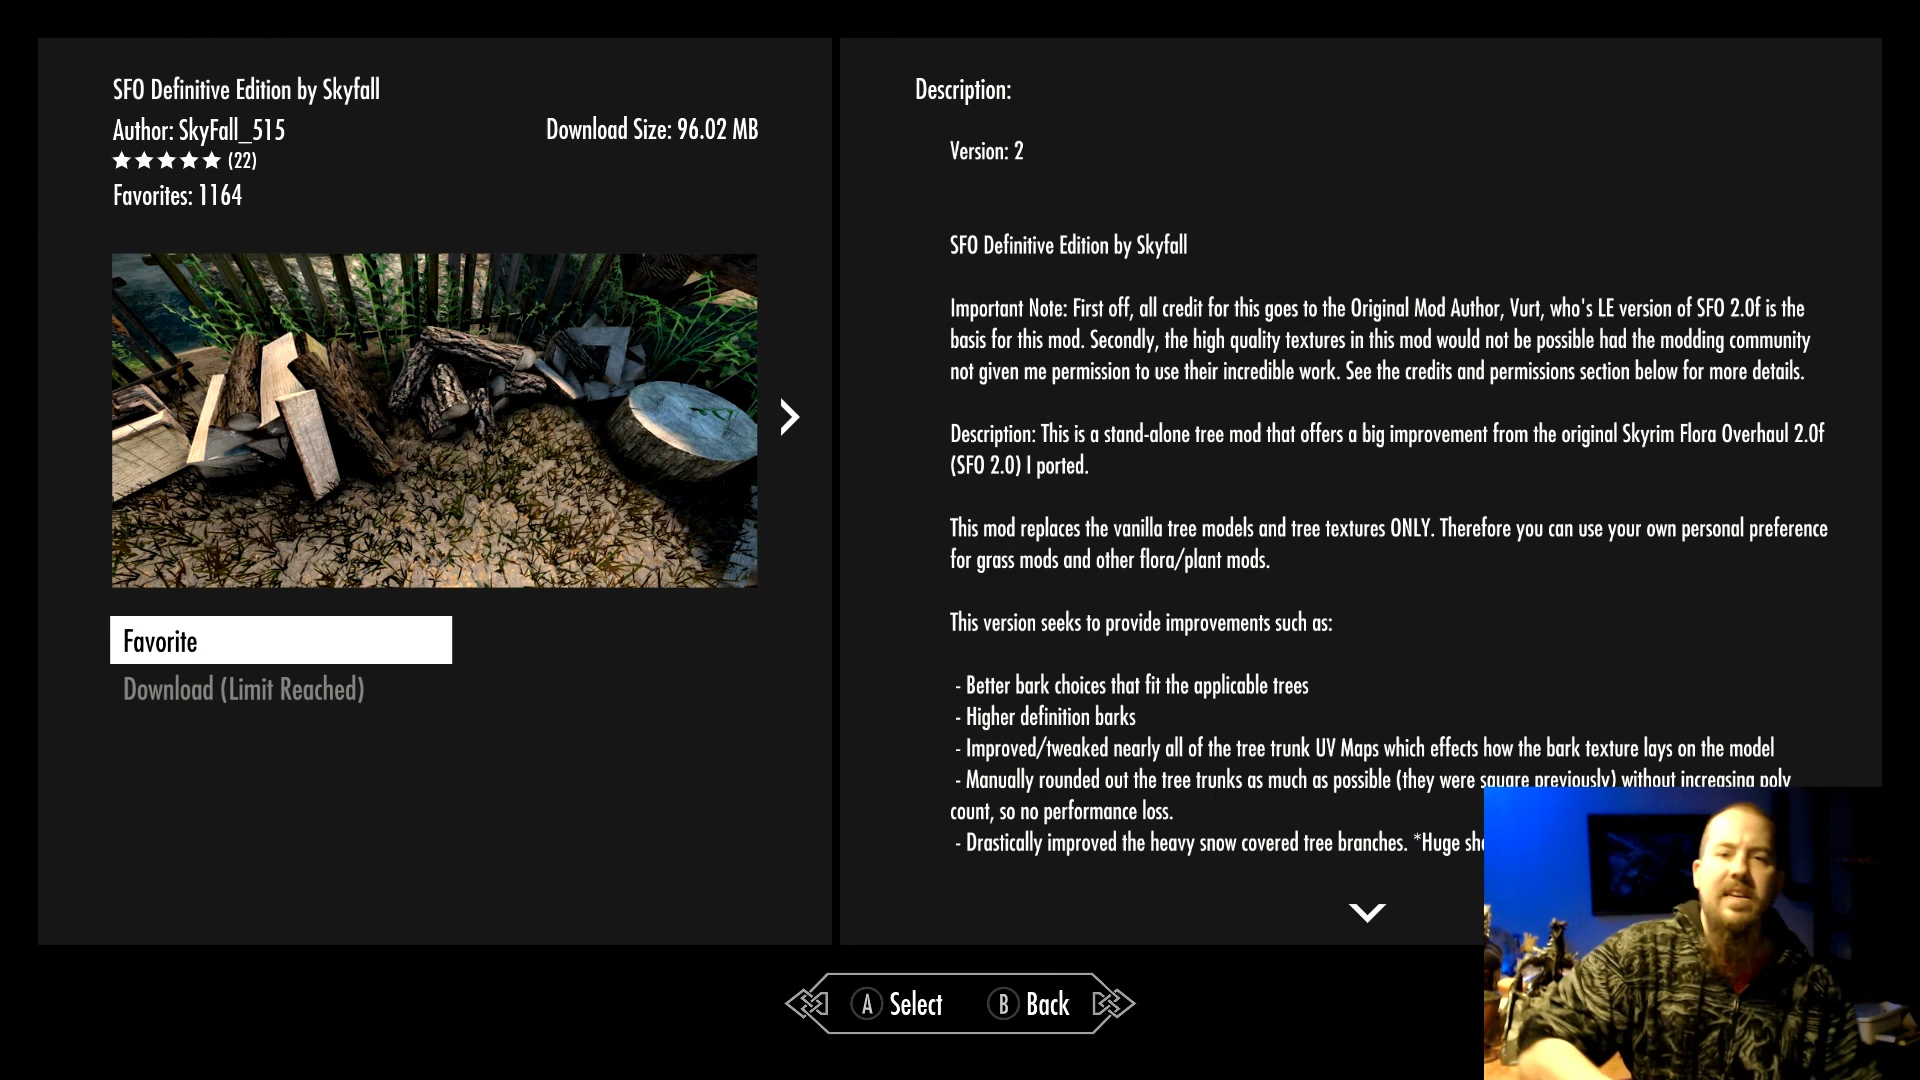 SFO Definitive Edition by Skyfall
Author: SkyFall_515
Download Size: 96.02 MB
(22)
Favorites: 1164
Favorite
Download (Limit Reached)
Description:
Version: 2
SFO Definitive Edition by Skyfall
Important Note: First off, all credit for this goes to the Original Mod Author, Vurt, who's LE version of SFO 2.0f is the
basis for this mod. Secondly, the high quality textures in this mod would not be possible had the modding community
not given me permission to use their incredible work. See the credits and permissions section below for more details.
Description: This is a stand-alone tree mod that offers a big improvement from the original Skyrim Flora Overhaul 2.0f
(SFO 2.0) I ported.
This mod replaces the vanilla tree models and tree textures ONLY. Therefore you can use your own personal preference
for grass mods and other flora/plant mods.
This version seeks to provide improvements such as:
- Better bark choices that fit the applicable trees
- Higher definition barks
- Improved/tweaked nearly all of the tree trunk UV Maps which effects how the bark texture lays on the model
- Manually rounded out the tree trunks as much as possible (they were square previously) without increasing poly
count, so no performance loss.
- Drastically improved the heavy snow covered tree branches. *Huge
A Select
B Back